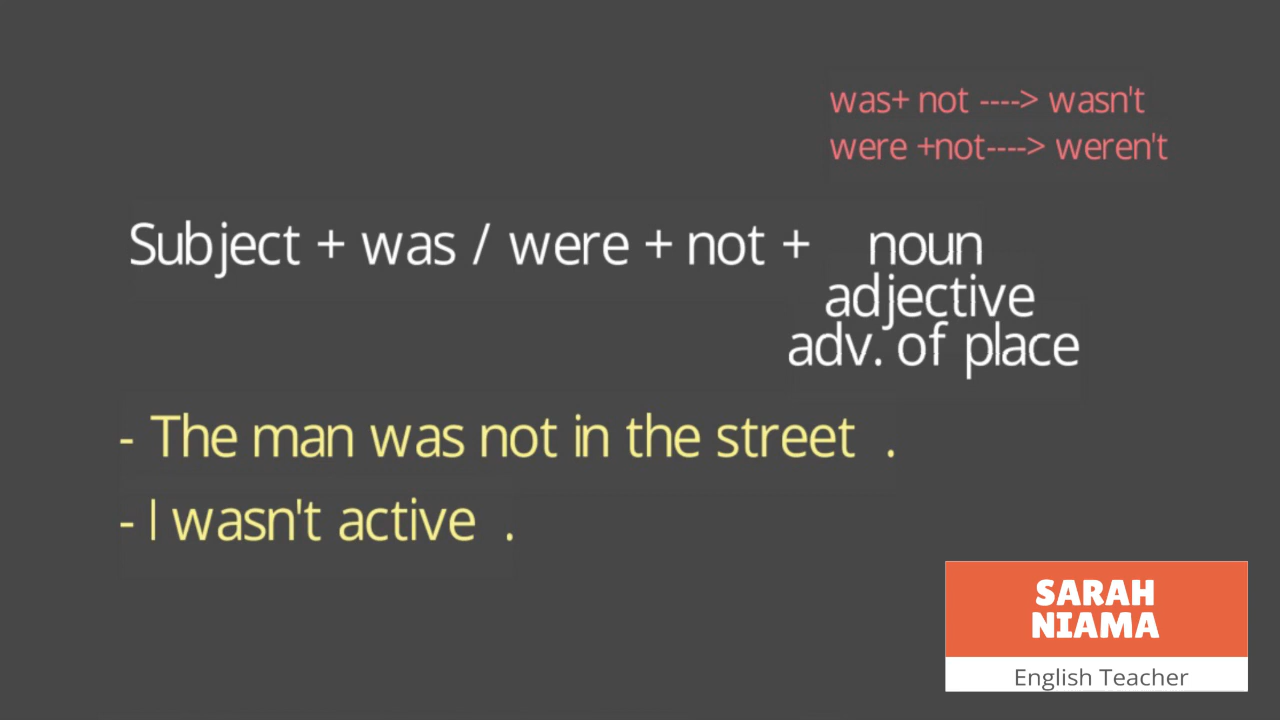 was+ not ----> wasn't
were +not----> weren't
Subject + was / were + not + noun
adjective
adv. of place
- The man was not in the street .
- I wasn't active .
SARAH
NIAMA
English Teacher